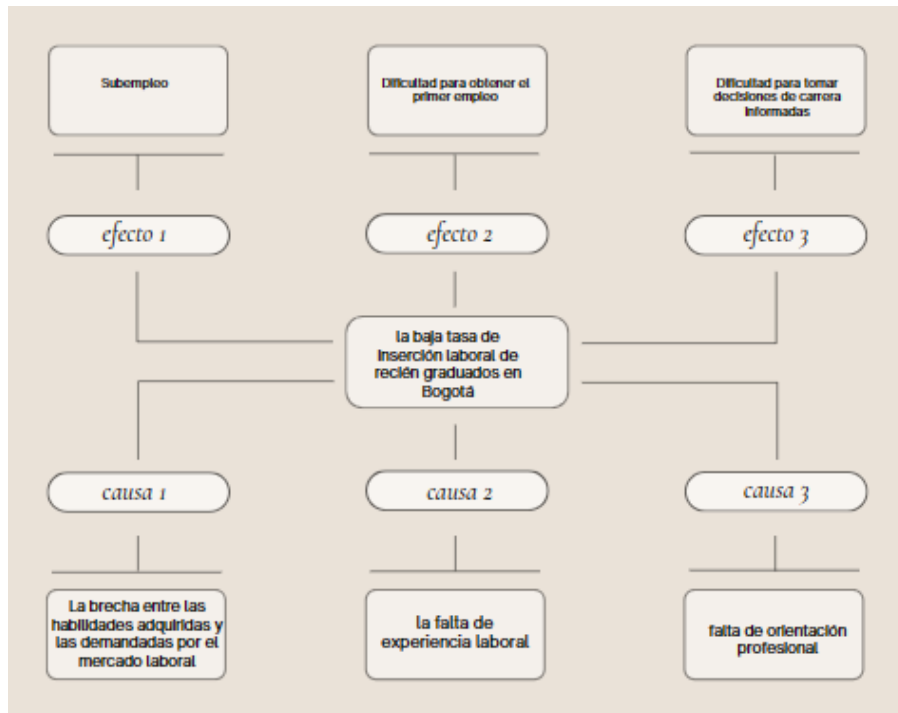 Subempleo
Dificultad para obtener el
primer empleo
Dificultad para tomar
decisiones de carrera
informadas
efecto 1
efecto 2
efecto 3
la baja tasa de
inserción laboral de
recién graduados en
Bogotá
causa 1
causa 2
causa 3
La brecha entre las
habilidades adquiridas y
las demandadas por el
mercado laboral
la falta de
experiencia laboral
falta de orientación
profesional